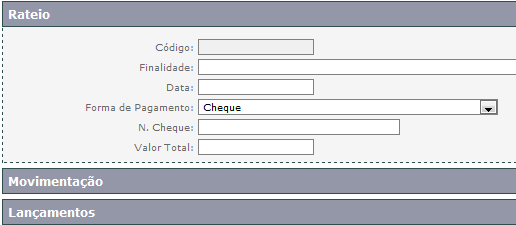 Rateio
Código:
Finalidade:
Data:
Forma de Pagamento: Cheque
N. Cheque:
Valor Total:
Movimentação
Lançamentos